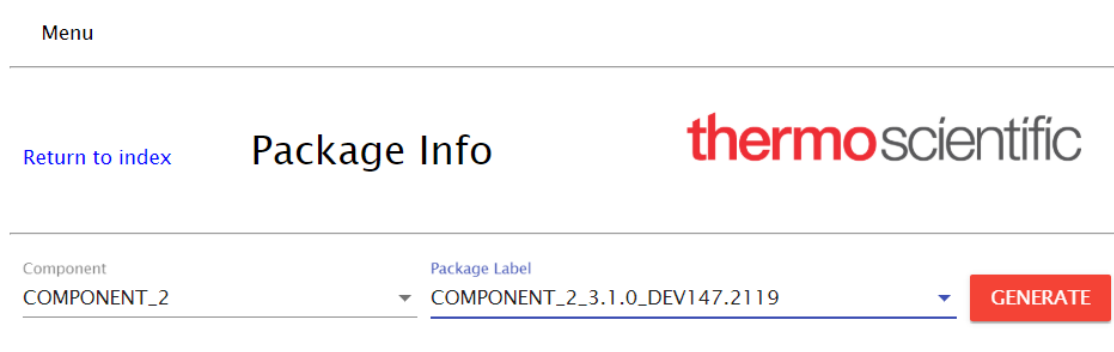 Menu
Return to index
Package Info
thermoscientific
Component
COMPONENT_2
Package Label
COMPONENT_2_3.1.0_DEV147.2119
GENERATE